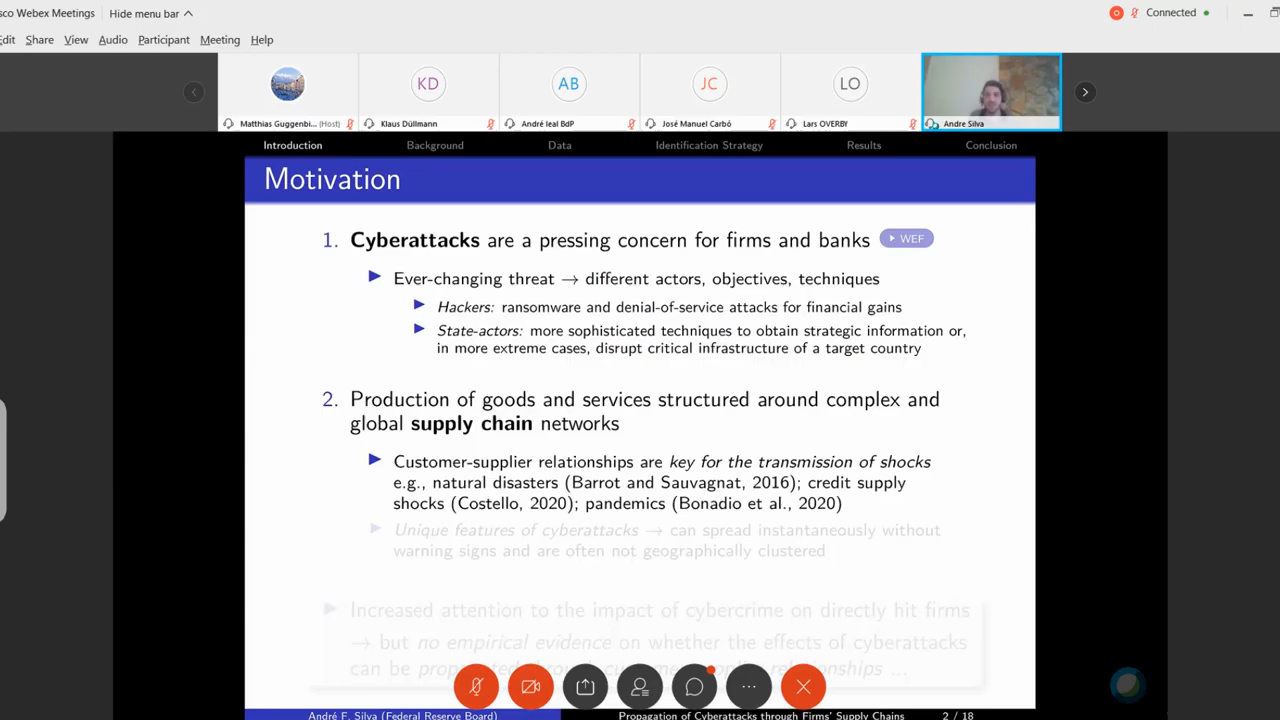 sco Webex Meetings Hide menu bar Connected
Edit Share View Audio Participant Meeting Help
KD AB JC LO
Matthias Guggenbi... (Host) Klaus Düllmann André leal BdP José Manuel Carbó Lars OVERBY Andre Silva
Introduction Background Data Identification Strategy Results Conclusion
Motivation
1. Cyberattacks are a pressing concern for firms and banks WEF
Ever-changing threat → different actors, objectives, techniques
Hackers: ransomware and denial-of-service attacks for financial gains
State-actors: more sophisticated techniques to obtain strategic information or,
in more extreme cases, disrupt critical infrastructure of a target country
2. Production of goods and services structured around complex and
global supply chain networks
Customer-supplier relationships are key for the transmission of shocks
e.g., natural disasters (Barrot and Sauvagnat, 2016); credit supply
shocks (Costello, 2020); pandemics (Bonadio et al., 2020)
Unique features of cyberattacks → can spread instantaneously without
warning signs and are often not geographically clustered
Increased attention to the impact of cybercrime on directly hit firms
→ but no empirical evidence on whether the effects of cyberattacks
can be relationships ...
André F. Silva (Federal Reserve Board) Propagation of Cyberattacks through Firms' Supply Chains 2 / 18